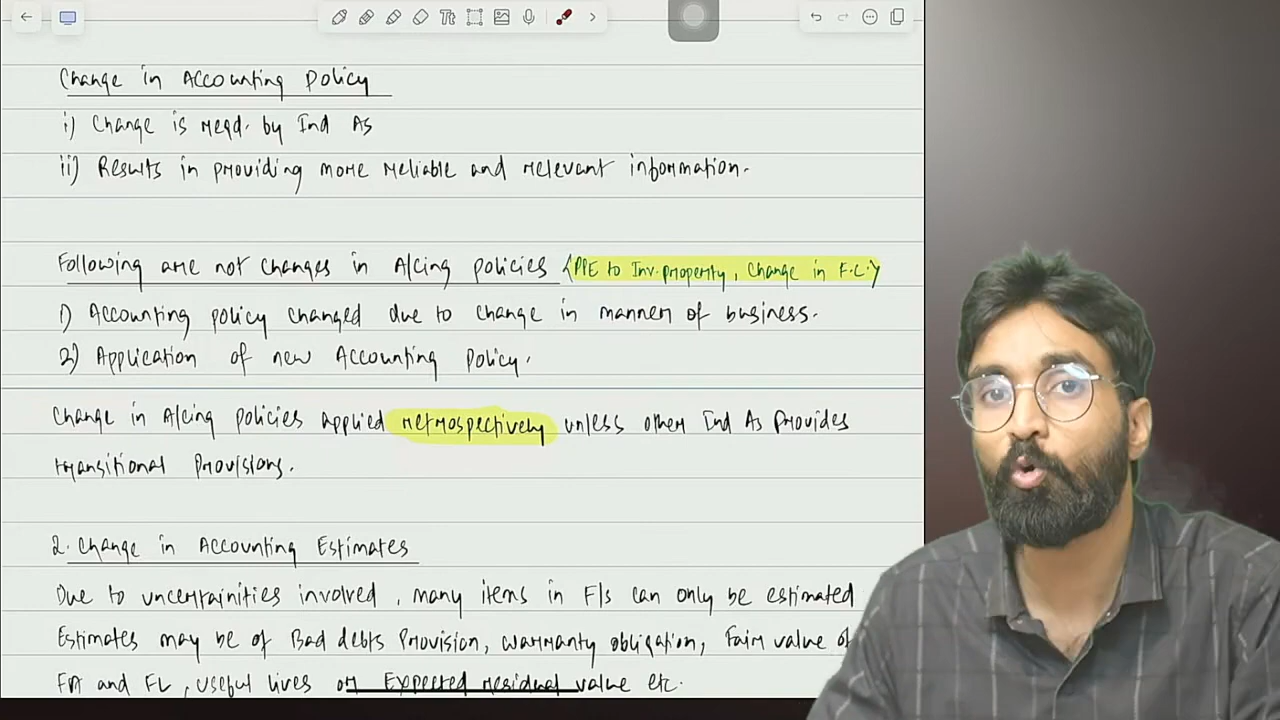 Change in Accounting Policy
i) Change is reqd. by Ind As
ii) Results in providing more reliable and relevant information.
Following are not changes in A/cing policies (PPE to Inv. property, Change in F.C.)
1) Accounting policy changed due to change in manner of business.
2) Application of new Accounting Policy.
Change in A/cing policies applied retrospectively unless other Ind As Provides
transitional Provisions.
2. Change in Accounting Estimates
Due to uncertainities involved, many items in F/s can only be estimated
Estimates may be of Bad debts Provision, warranty obligation, Fair value of
FA and FL, useful lives or Expected residual value etc.